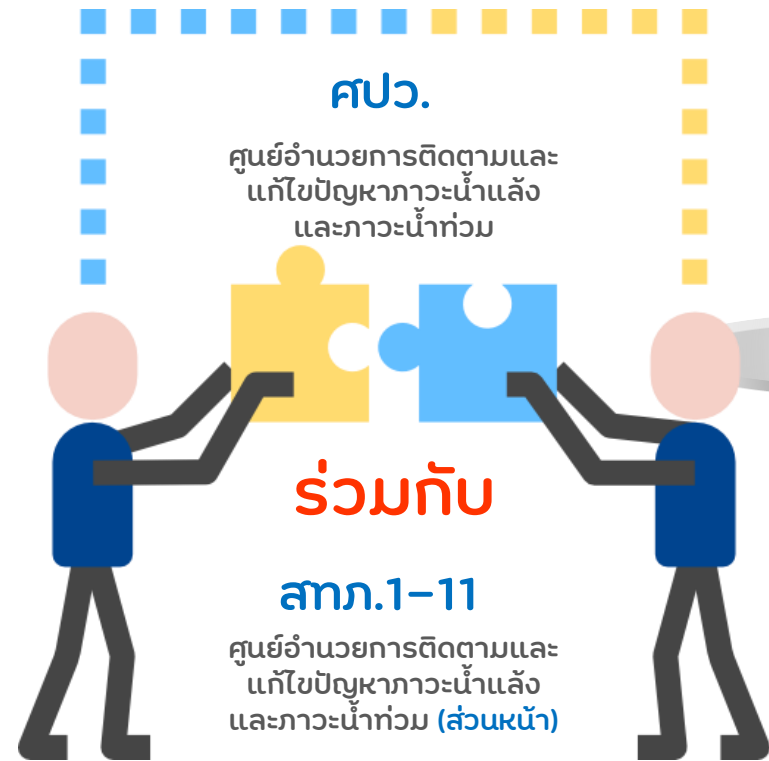 ศปว.
ศูนย์อำนวยการติดตามและ
แก้ไขปัญหาภาวะน้ำแล้ง
และภาวะน้ำท่วม
ร่วมกับ
สทภ.1-11
ศูนย์อำนวยการติดตามและ
แก้ไขปัญหาภาวะน้ำแล้ง
และภาวะน้ำท่วม (ส่วนหน้า)